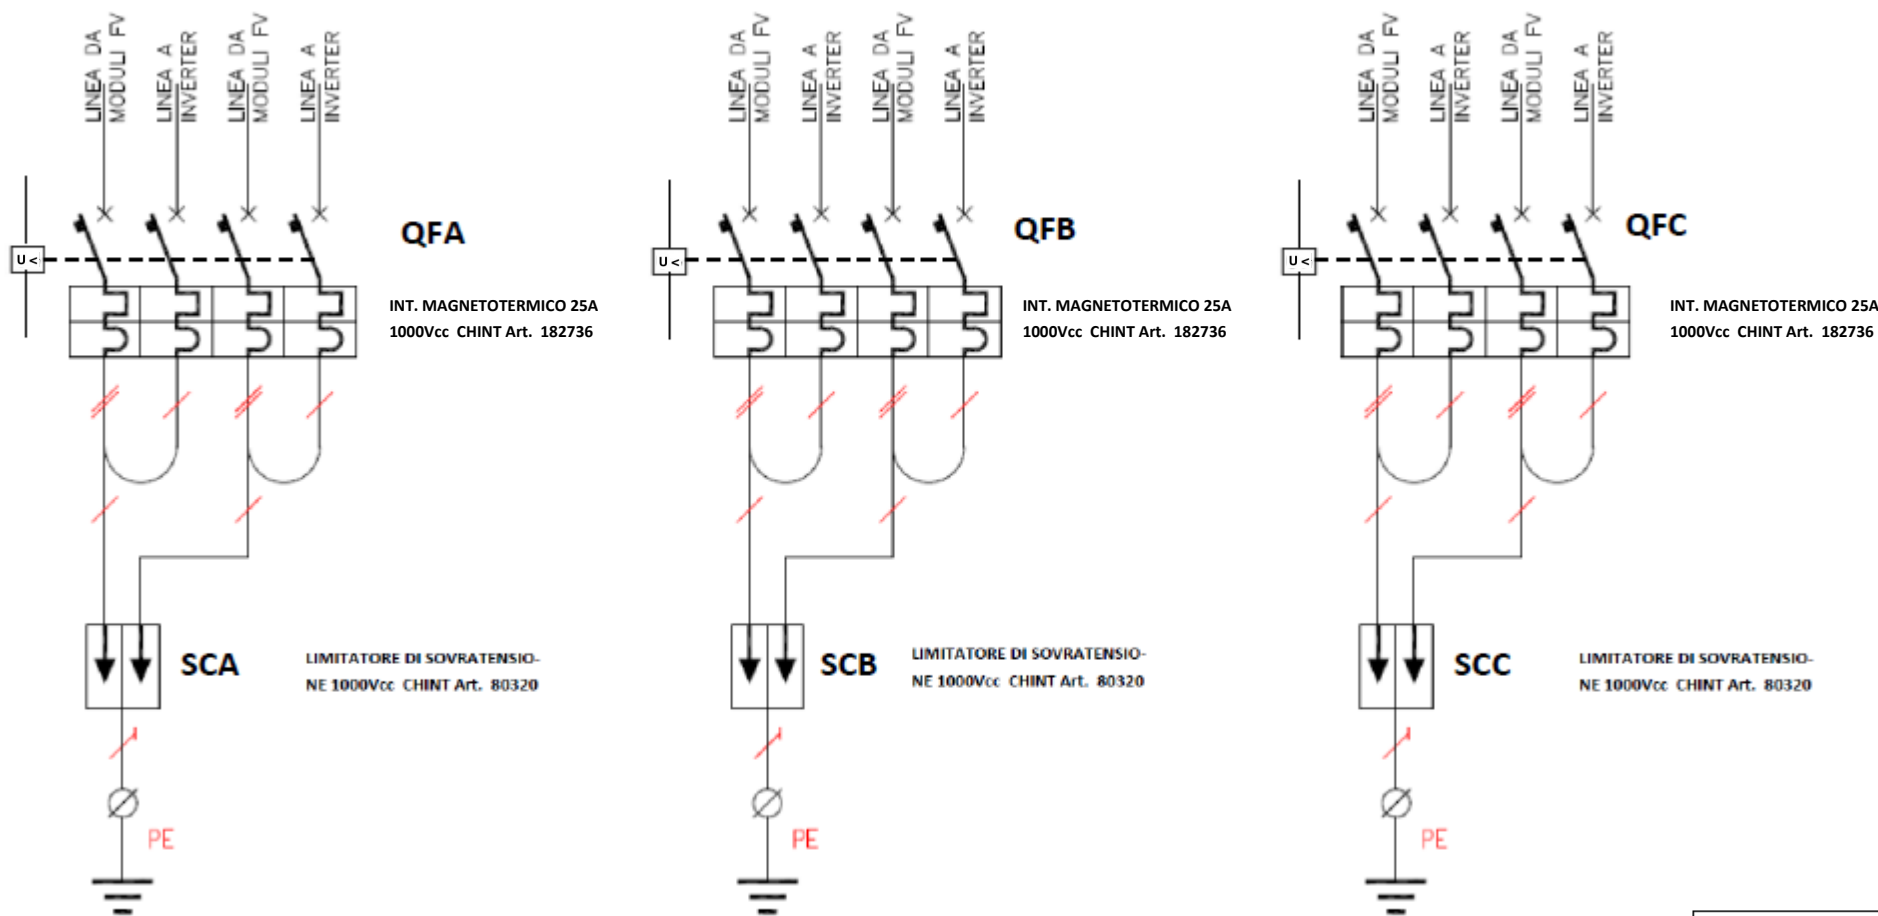 LINEA DA
MODULI FV
LINEA A
INVERTER
LINEA DA
MODULI FV
LINEA A
INVERTER
U <
QFA
INT. MAGNETOTERMICO 25A
1000Vcc CHINT Art. 182736
SCA
LIMITATORE DI SOVRATENSIO-
NE 1000Vcc CHINT Art. 80320
PE
LINEA DA
MODULI FV
LINEA A
INVERTER
LINEA DA
MODULI FV
LINEA A
INVERTER
U <
QFB
INT. MAGNETOTERMICO 25A
1000Vcc CHINT Art. 182736
SCB
LIMITATORE DI SOVRATENSIO-
NE 1000Vcc CHINT Art. 80320
PE
LINEA DA
MODULI FV
LINEA A
INVERTER
LINEA DA
MODULI FV
LINEA A
INVERTER
U <
QFC
INT. MAGNETOTERMICO 25A
1000Vcc CHINT Art. 182736
SCC
LIMITATORE DI SOVRATENSIO-
NE 1000Vcc CHINT Art. 80320
PE